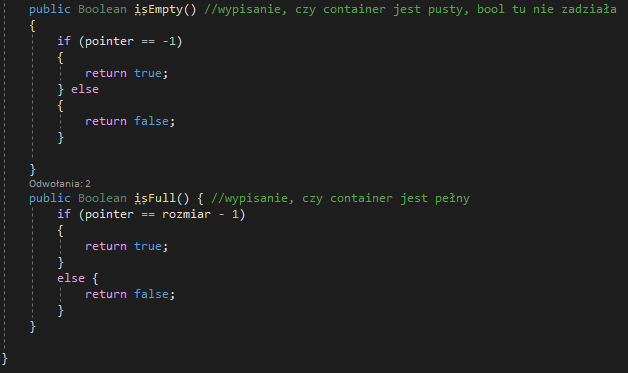 public Boolean isEmpty() //wypisanie, czy container jest pusty, bool tu nie zadziała
{
if (pointer == -1)
{
return true;
} else
{
return false;
}
}
Odwołania: 2
public Boolean isFull() { //wypisanie, czy container jest pełny
if (pointer == rozmiar - 1)
{
return true;
}
else {
return false;
}
}
}